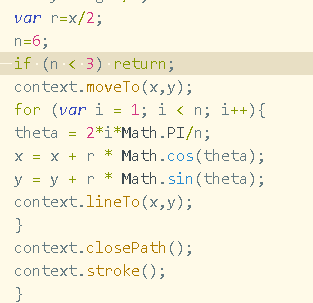 var r=x/2;
n=6;
if (n < 3) return;
context.moveTo(x,y);
for (var i = 1; i < n; i++){
theta = 2*i*Math.PI/n;
x = x + r * Math.cos(theta);
y = y + r * Math.sin(theta);
context.lineTo(x,y);
}
context.closePath();
context.stroke();
}